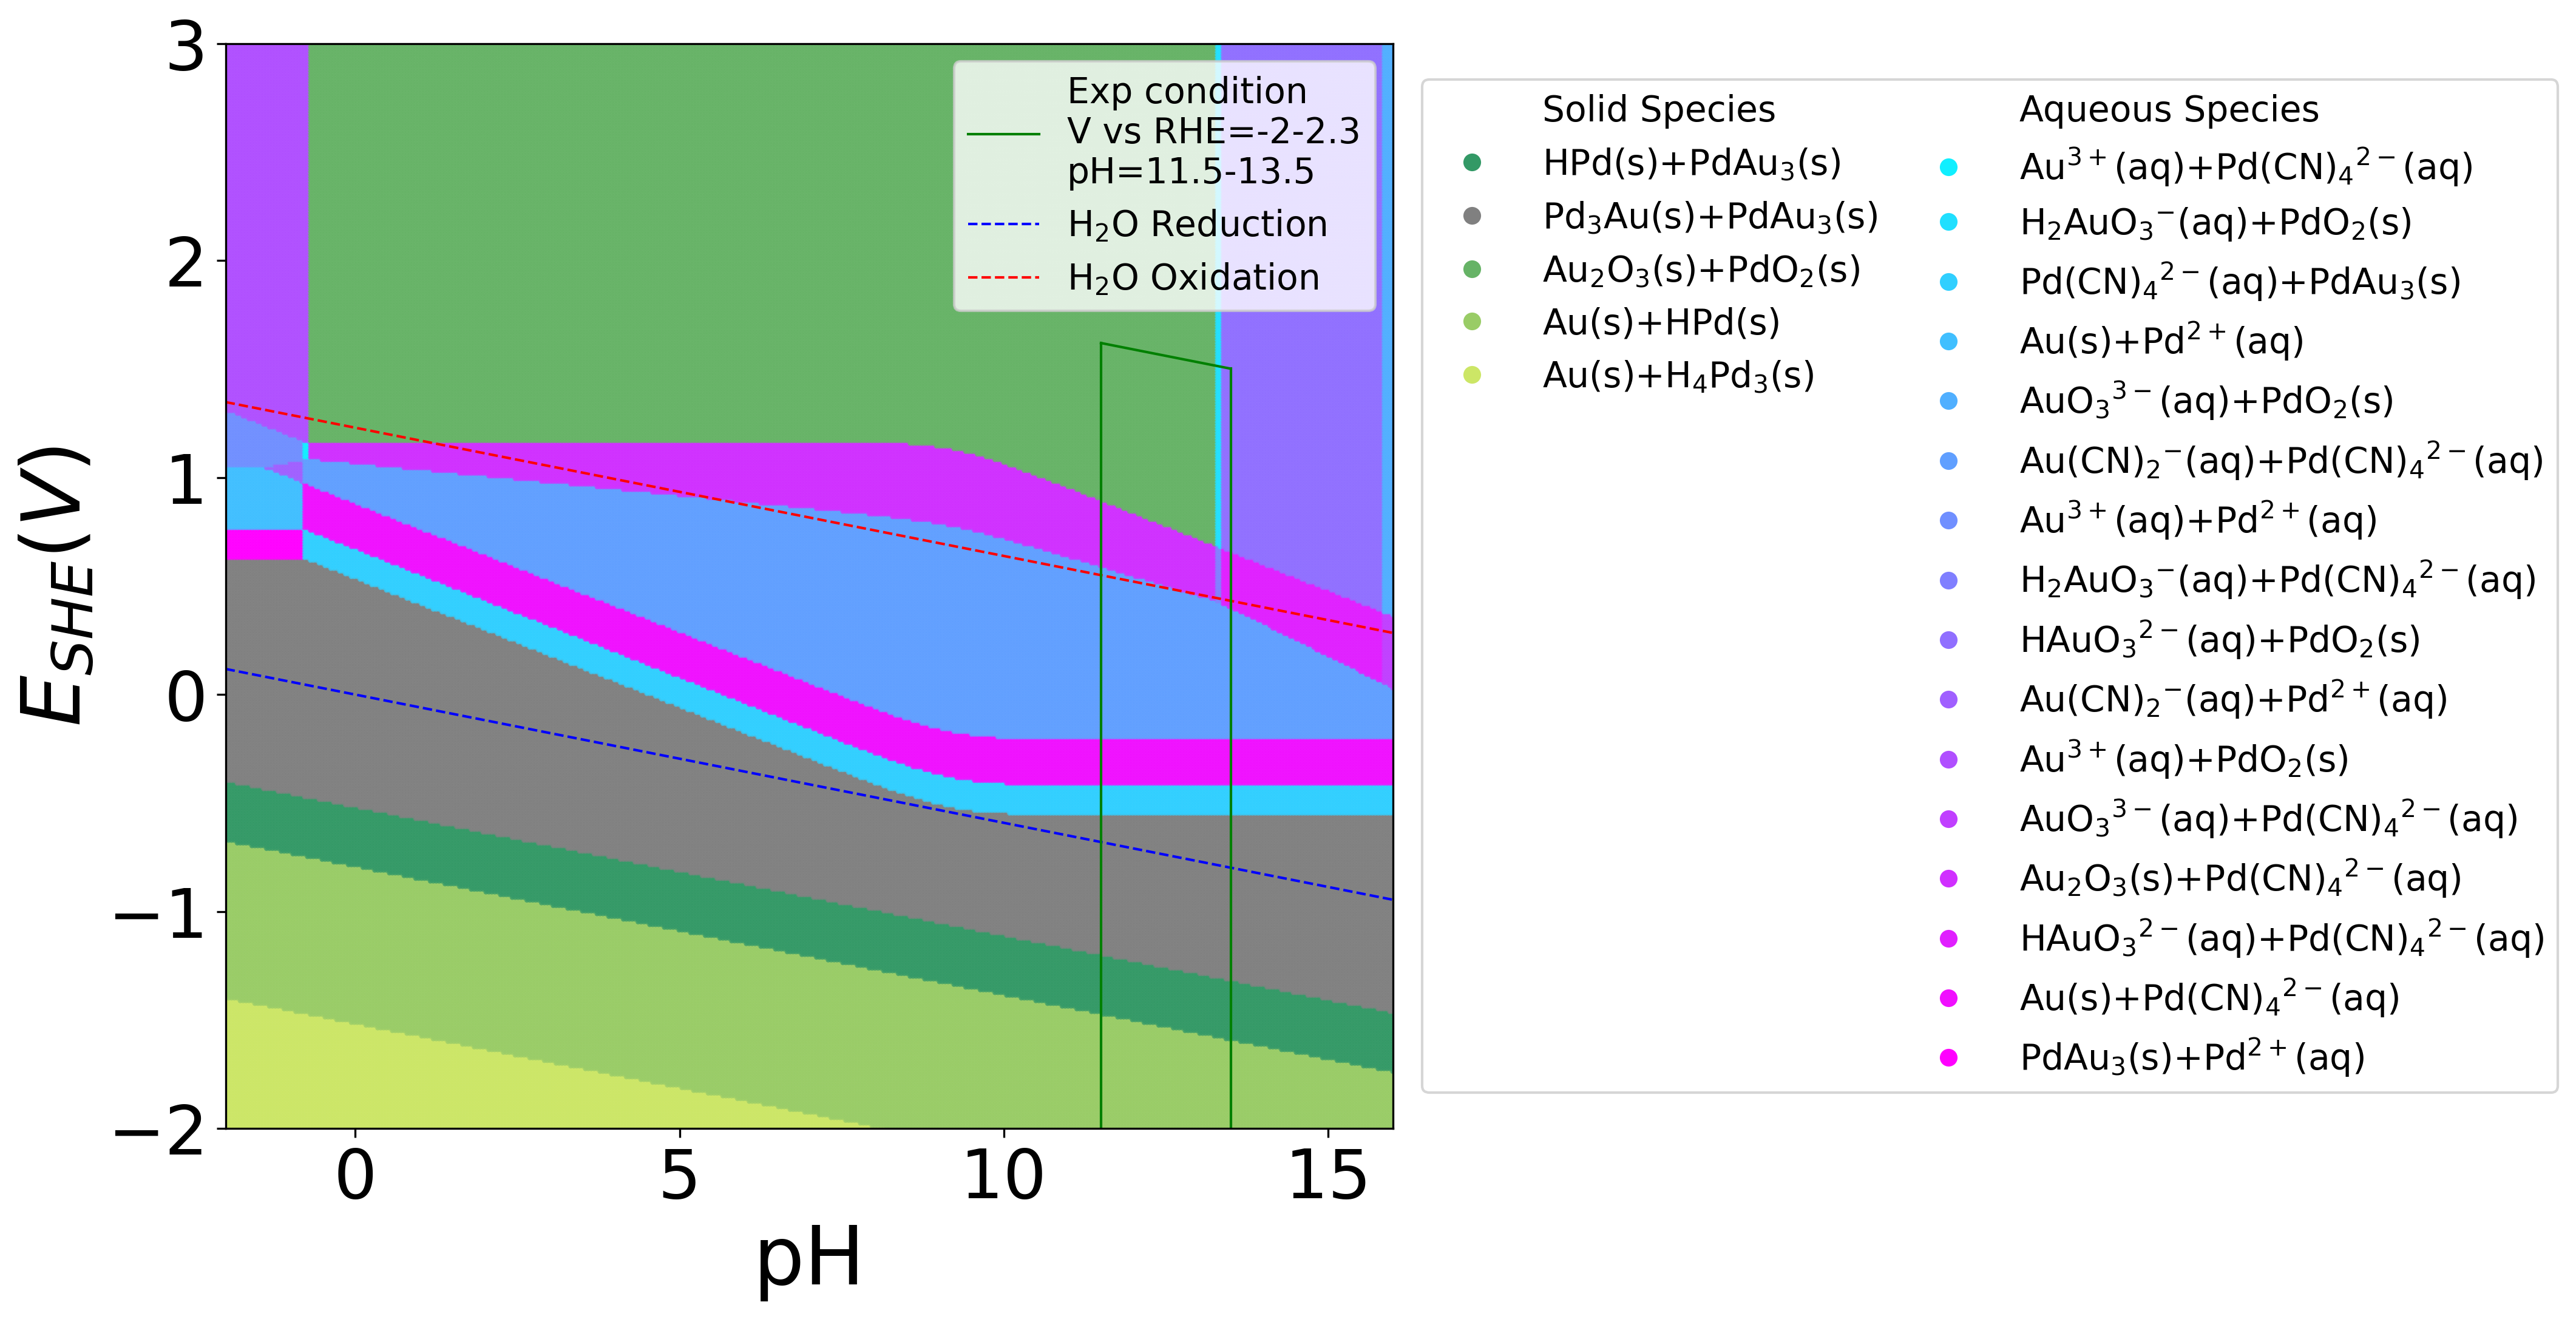 3
2
1
0
−1
−2
E_{SHE}(V)
0 5 10 15
pH
Exp condition
V vs RHE=-2-2.3
pH=11.5-13.5
H₂O Reduction
H₂O Oxidation
Solid Species
HPd(s)+PdAu₃(s)
Pd₃Au(s)+PdAu₃(s)
Au₂O₃(s)+PdO₂(s)
Au(s)+HPd(s)
Au(s)+H₄Pd₃(s)
Aqueous Species
Au³⁺(aq)+Pd(CN)₄²⁻(aq)
H₂AuO₃⁻(aq)+PdO₂(s)
Pd(CN)₄²⁻(aq)+PdAu₃(s)
Au(s)+Pd²⁺(aq)
AuO₃³⁻(aq)+PdO₂(s)
Au(CN)₂⁻(aq)+Pd(CN)₄²⁻(aq)
Au³⁺(aq)+Pd²⁺(aq)
H₂AuO₃⁻(aq)+Pd(CN)₄²⁻(aq)
HAuO₃²⁻(aq)+PdO₂(s)
Au(CN)₂⁻(aq)+Pd²⁺(aq)
Au³⁺(aq)+PdO₂(s)
AuO₃³⁻(aq)+Pd(CN)₄²⁻(aq)
Au₂O₃(s)+Pd(CN)₄²⁻(aq)
HAuO₃²⁻(aq)+Pd(CN)₄²⁻(aq)
Au(s)+Pd(CN)₄²⁻(aq)
PdAu₃(s)+Pd²⁺(aq)